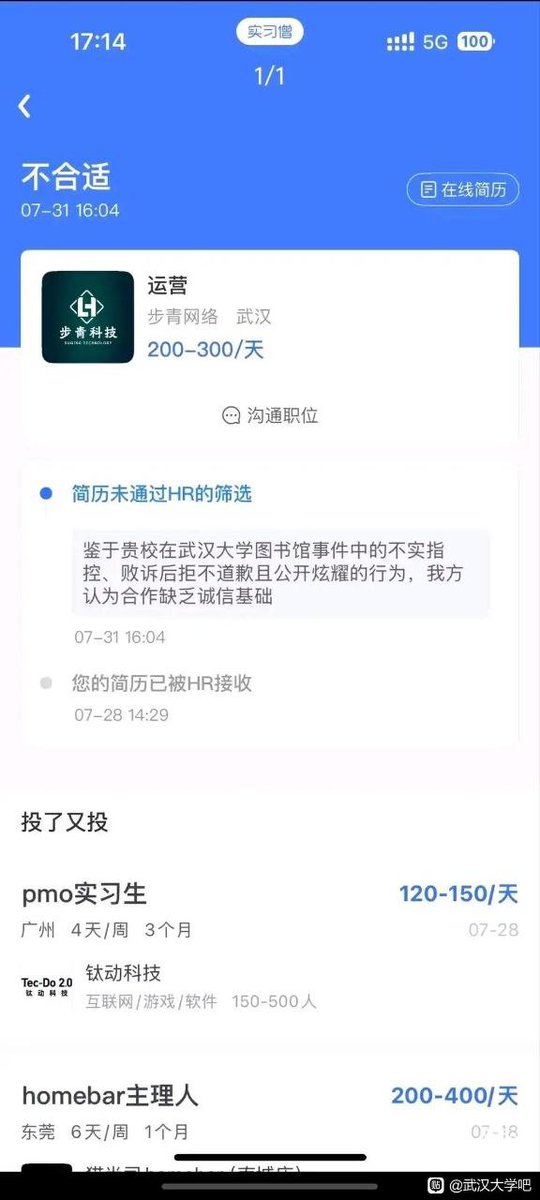 17:14
实习僧
5G
100
1/1
不合适
07-31 16:04
在线简历
步青科技
运营
步青网络 武汉
200-300/天
沟通职位
简历未通过HR的筛选
鉴于贵校在武汉大学图书馆事件中的不实指
控、败诉后拒不道歉且公开炫耀的行为，我方
认为合作缺乏诚信基础
07-31 16:04
您的简历已被HR接收
07-28 14:29
投了又投
pmo实习生
120-150/天
广州 4天/周 3个月
07-28
Tec-Do 2.0
钛动科技
钛动科技
互联网/游戏/软件 150-500人
homebar主理人
200-400/天
东莞 6天/周 1个月
07-18
@武汉大学吧